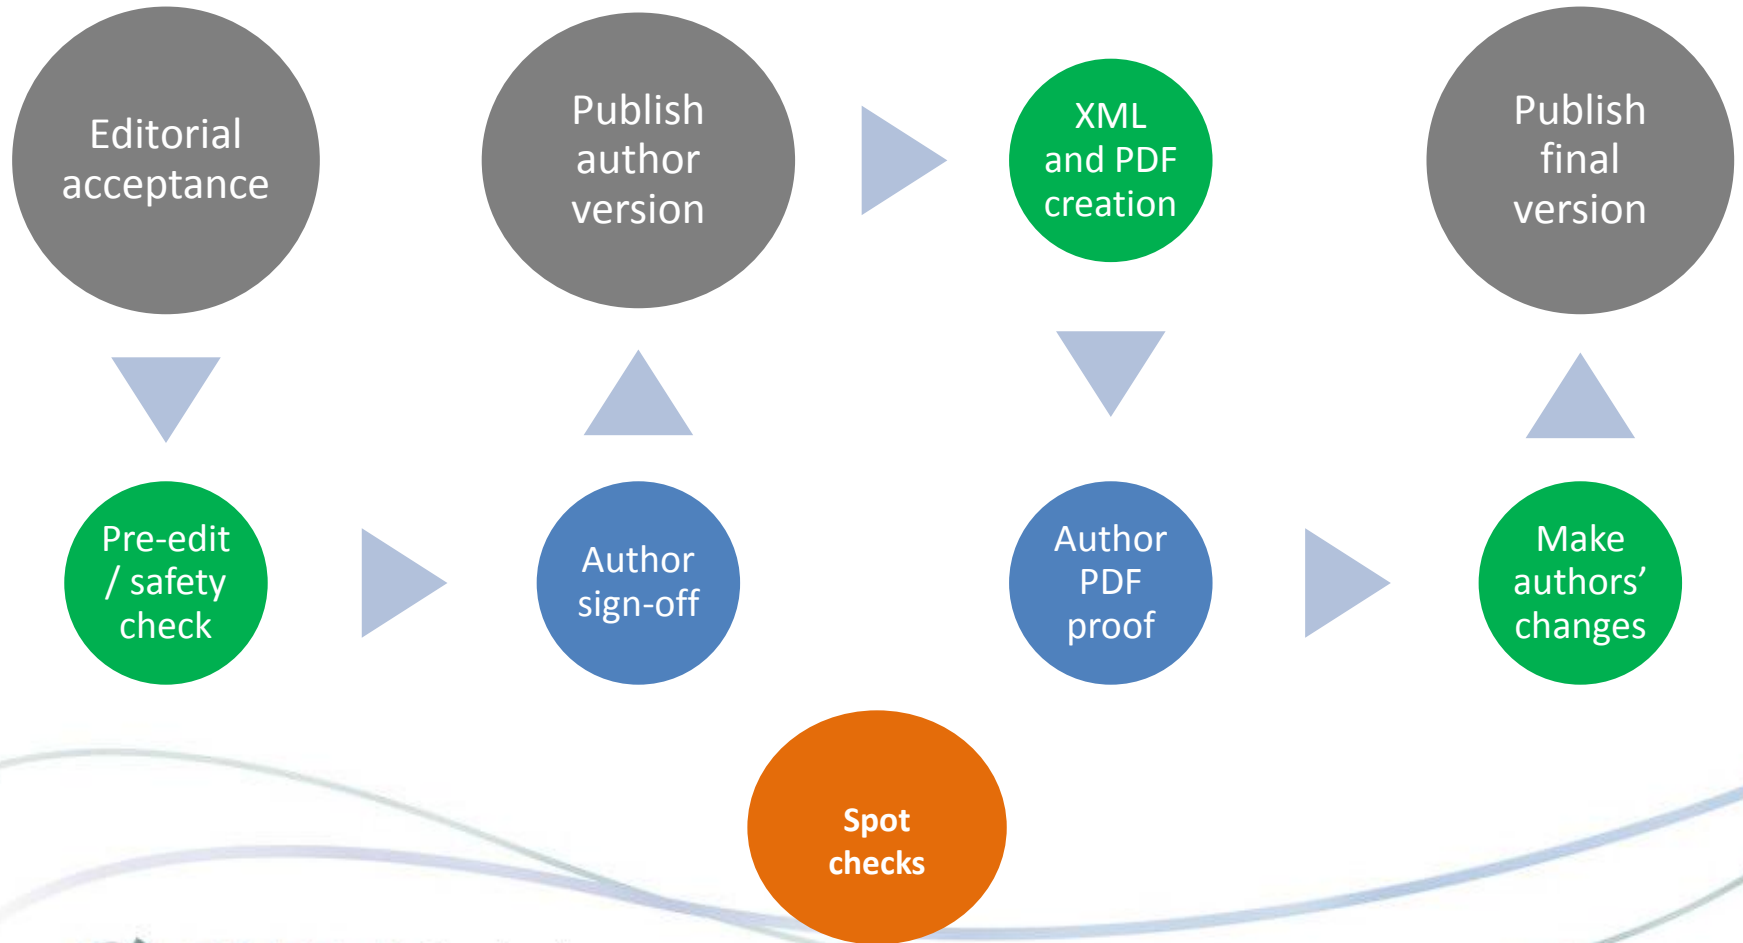 Editorial
acceptance
Pre-edit
/ safety
check
Author
sign-off
Publish
author
version
XML
and PDF
creation
Author
PDF
proof
Make
authors’
changes
Publish
final
version
Spot
checks